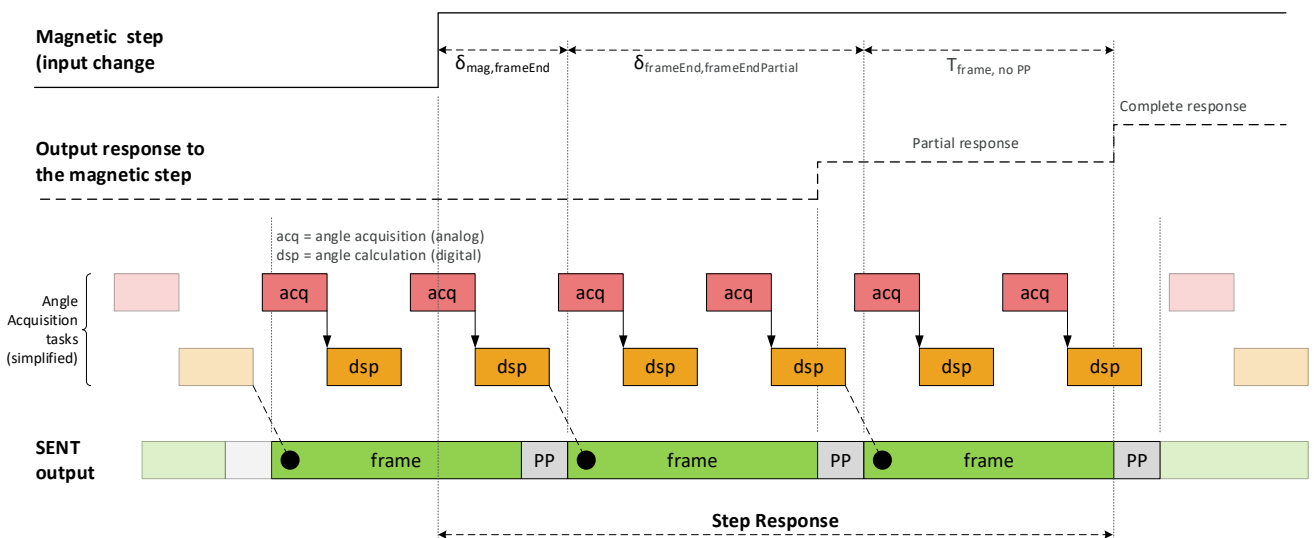 Magnetic step
(input change
δmag,frameEnd
δframeEnd,frameEndPartial
Tframe, no PP
Complete response
Output response to
the magnetic step
Partial response
acq = angle acquisition (analog)
dsp = angle calculation (digital)
Angle
Acquisition
tasks
(simplified)
acq acq acq acq acq acq
dsp dsp dsp dsp dsp dsp
SENT
output
frame PP frame PP frame PP
Step Response